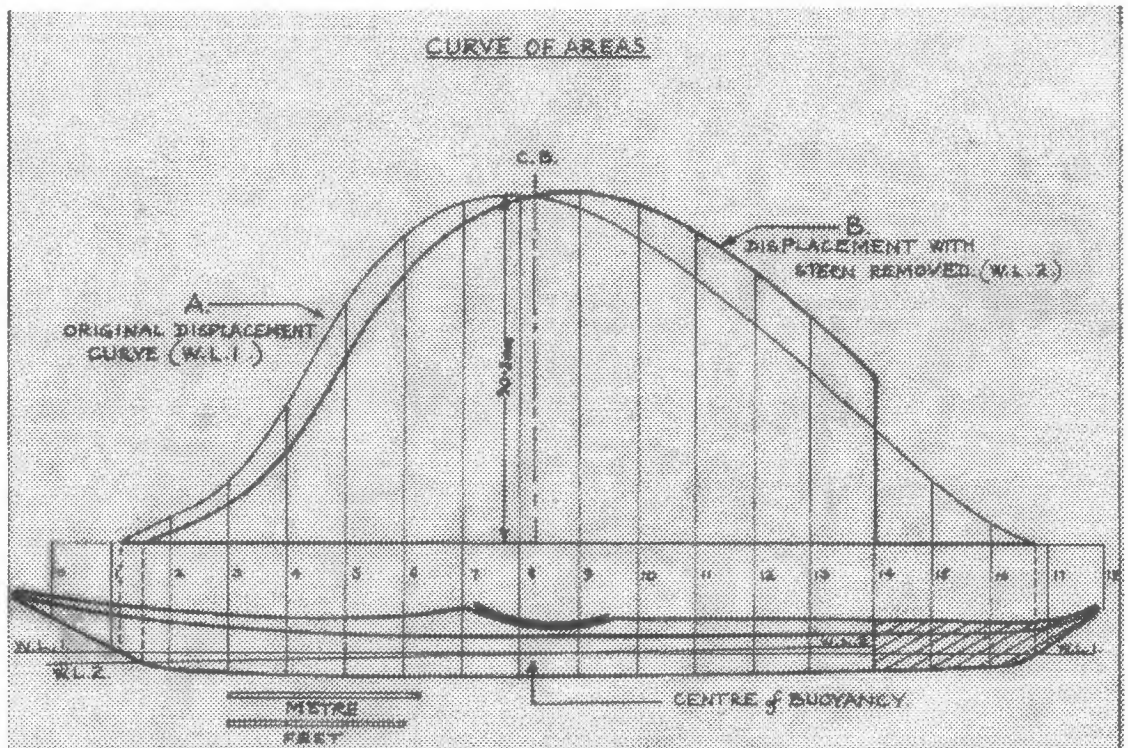 CURVE OF AREAS
C.B.
B.
DISPLACEMENT WITH
STERN REMOVED. (W.L.2)
A.
ORIGINAL DISPLACEMENT
CURVE (W.L.1)
2 3 4 5 6 7 8 9 10 11 12 13 14 15 16 17 18
W.L.1
W.L.2
W.L.2
W.L.1
CENTRE of BUOYANCY
METRE
FEET